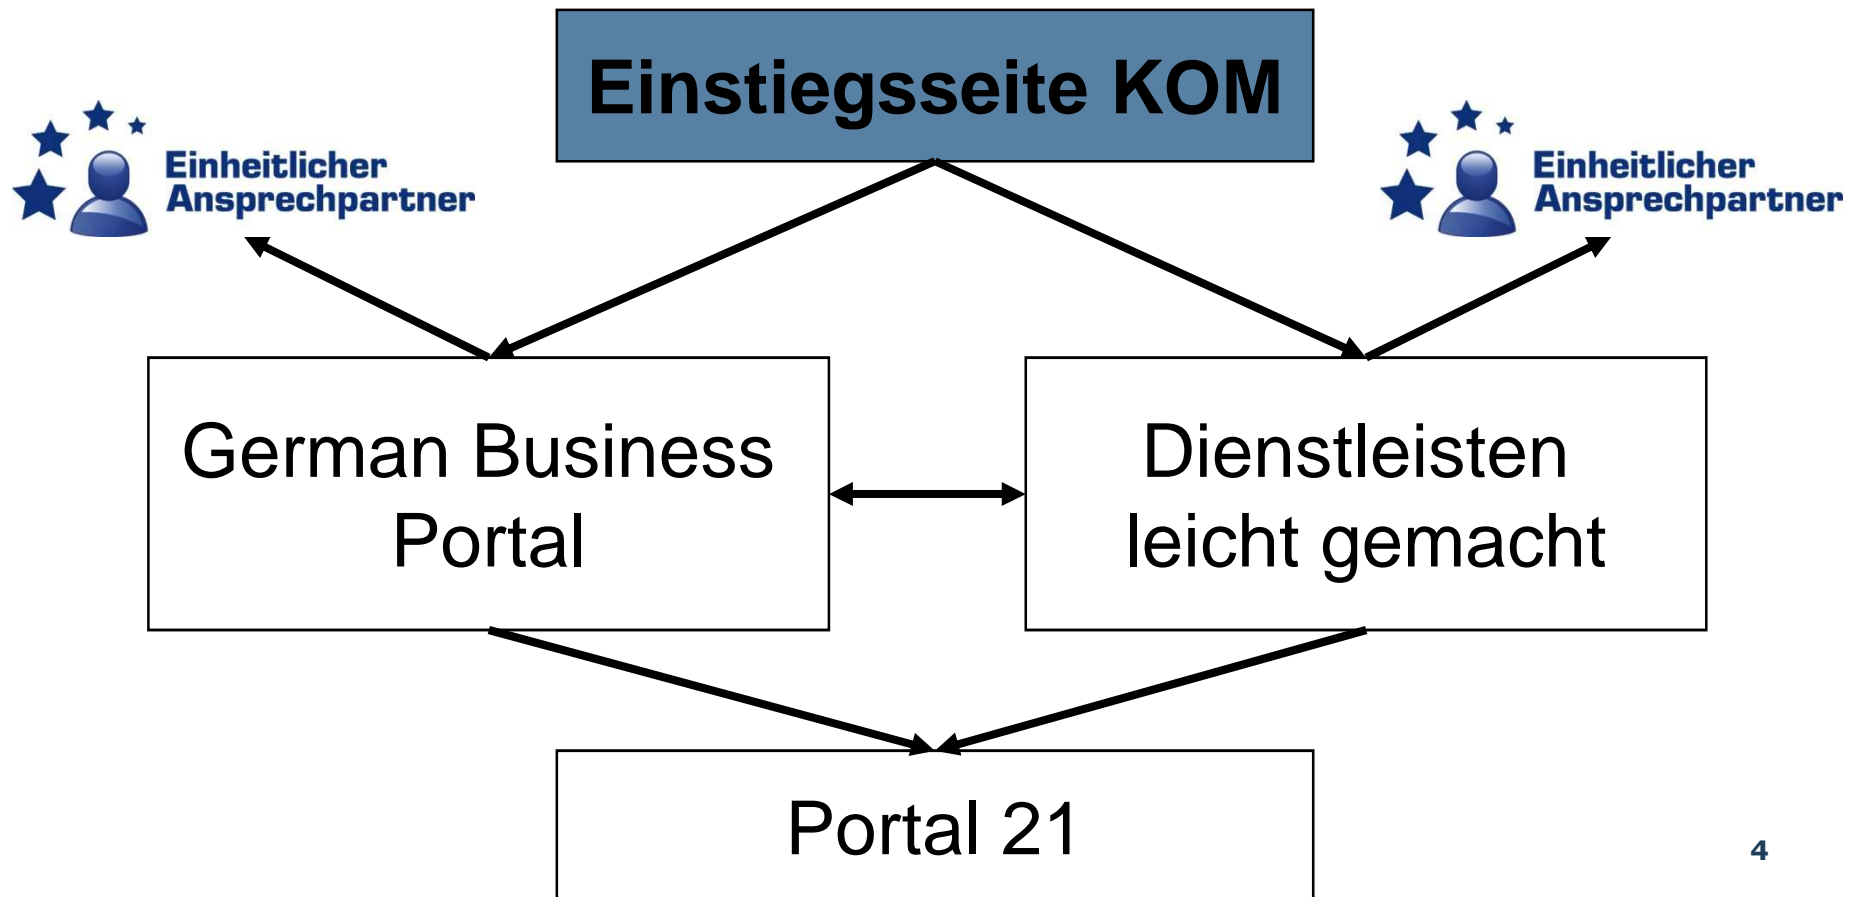 Einstiegsseite KOM
Einheitlicher
Ansprechpartner
Einheitlicher
Ansprechpartner
German Business
Portal
Dienstleisten
leicht gemacht
Portal 21
4